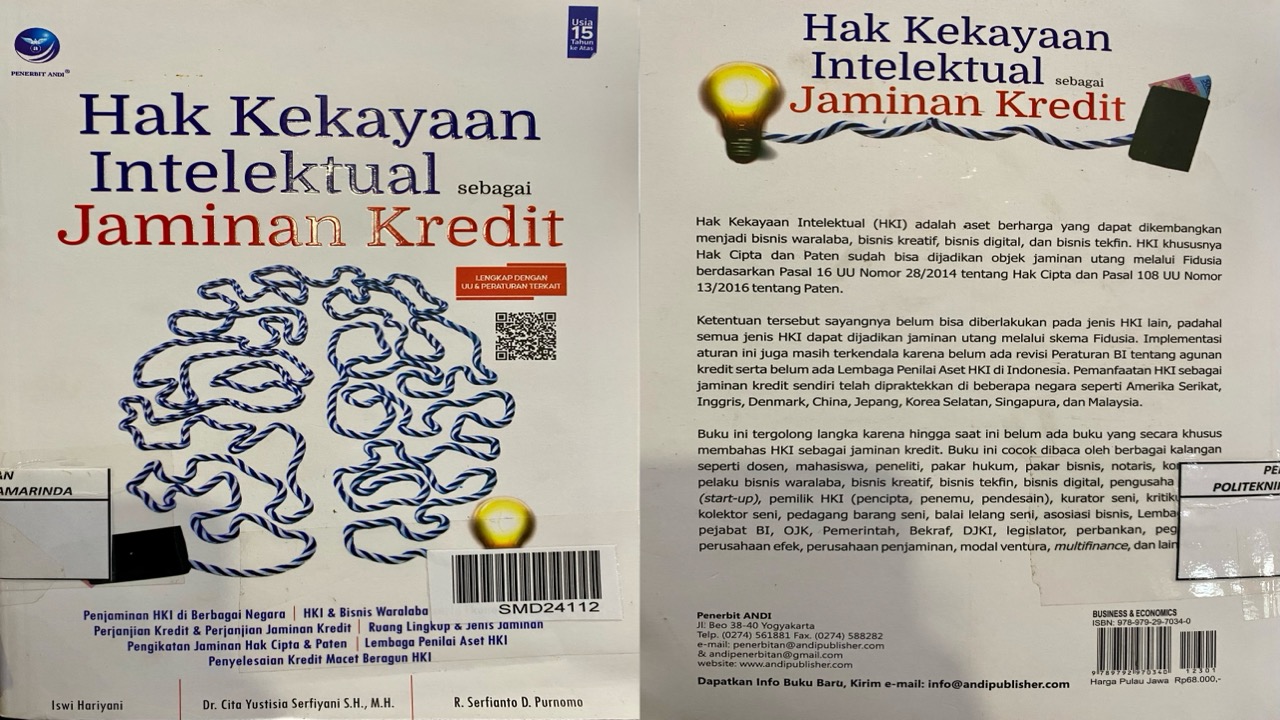 PENERBIT ANDI®
Usia
15
Tahun
ke Atas
Hak Kekayaan
Intelektual sebagai
Jaminan Kredit
LENGKAP DENGAN
UU & PERATURAN TERKAIT
AN
AMARINDA
SMD24112
Penjaminan HKI di Berbagai Negara | HKI & Bisnis Waralaba
Perjanjian Kredit & Perjanjian Jaminan Kredit | Ruang Lingkup & Jenis Jaminan
Pengikatan Jaminan Hak Cipta & Paten | Lembaga Penilai Aset HKI
Penyelesaian Kredit Macet Beragun HKI
Iswi Hariyani
Dr. Cita Yustisia Serfiyani S.H., M.H.
R. Serfianto D. Purnomo
Hak Kekayaan
Intelektual sebagai
Jaminan Kredit
Hak Kekayaan Intelektual (HKI) adalah aset berharga yang dapat dikembangkan
menjadi bisnis waralaba, bisnis kreatif, bisnis digital, dan bisnis tekfin. HKI khususnya
Hak Cipta dan Paten sudah bisa dijadikan objek jaminan utang melalui Fidusia
berdasarkan Pasal 16 UU Nomor 28/2014 tentang Hak Cipta dan Pasal 108 UU Nomor
13/2016 tentang Paten.
Ketentuan tersebut sayangnya belum bisa diberlakukan pada jenis HKI lain, padahal
semua jenis HKI dapat dijadikan jaminan utang melalui skema Fidusia. Implementasi
aturan ini juga masih terkendala karena belum ada revisi Peraturan BI tentang agunan
kredit serta belum ada Lembaga Penilai Aset HKI di Indonesia. Pemanfaatan HKI sebagai
jaminan kredit sendiri telah dipraktekkan di beberapa negara seperti Amerika Serikat,
Inggris, Denmark, China, Jepang, Korea Selatan, Singapura, dan Malaysia.
Buku ini tergolong langka karena hingga saat ini belum ada buku yang secara khusus
membahas HKI sebagai jaminan kredit. Buku ini cocok dibaca oleh berbagai kalangan
seperti dosen, mahasiswa, peneliti, pakar hukum, pakar bisnis, notaris, kon
pelaku bisnis waralaba, bisnis kreatif, bisnis tekfin, bisnis digital, pengusaha
(start-up), pemilik HKI (pencipta, penemu, pendesain), kurator seni, kritiku
kolektor seni, pedagang barang seni, balai lelang seni, asosiasi bisnis, Lemba
pejabat BI, OJK, Pemerintah, Bekraf, DJKI, legislator, perbankan, peg
perusahaan efek, perusahaan penjaminan, modal ventura, multifinance, dan lain
PE
POLITEKNI
Penerbit ANDI
Jl. Beo 38-40 Yogyakarta
Telp. (0274) 561881 Fax. (0274) 588282
e-mail: penerbitan@andipublisher.com
& andipenerbitan@gmail.com
website: www.andipublisher.com
Dapatkan Info Buku Baru, Kirim e-mail: info@andipublisher.com
BUSINESS & ECONOMICS
ISBN: 978-979-29-7034-0
9 789792 970340
12301
Harga Pulau Jawa Rp68.000,-